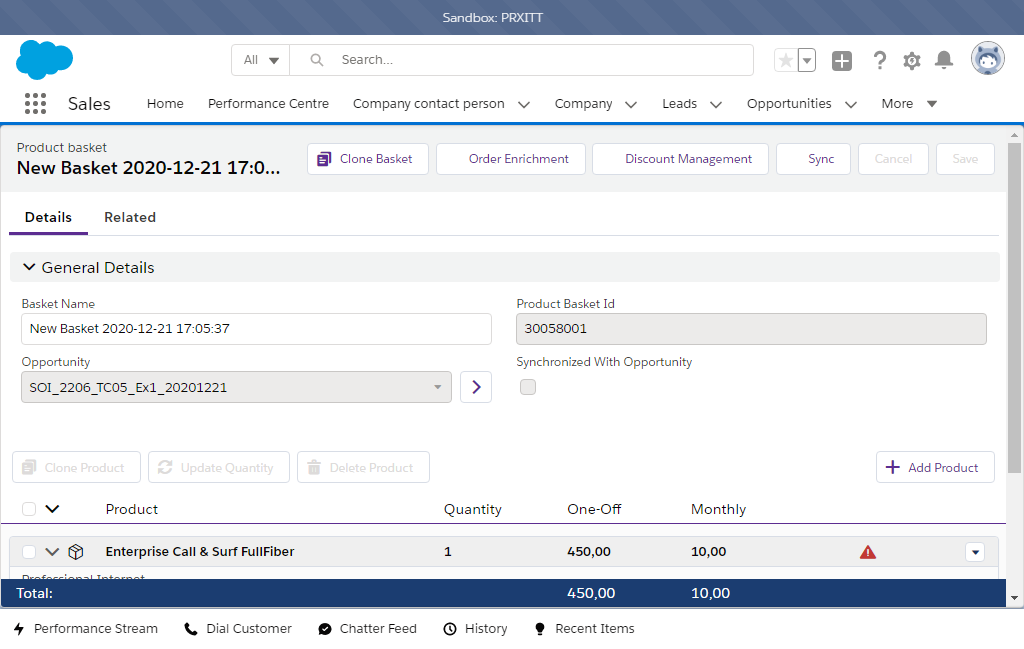 Sandbox: PRXITT
All
Search...
Sales
Home
Performance Centre
Company contact person
Company
Leads
Opportunities
More
Product basket
New Basket 2020-12-21 17:0...
Clone Basket
Order Enrichment
Discount Management
Sync
Cancel
Save
Details
Related
General Details
Basket Name
Product Basket Id
New Basket 2020-12-21 17:05:37
30058001
Opportunity
Synchronized With Opportunity
SOI_2206_TC05_Ex1_20201221
Clone Product
Update Quantity
Delete Product
Add Product
Product
Quantity
One-Off
Monthly
Enterprise Call & Surf FullFiber
1
450,00
10,00
Professional Internet
Total:
450,00
10,00
Performance Stream
Dial Customer
Chatter Feed
History
Recent Items